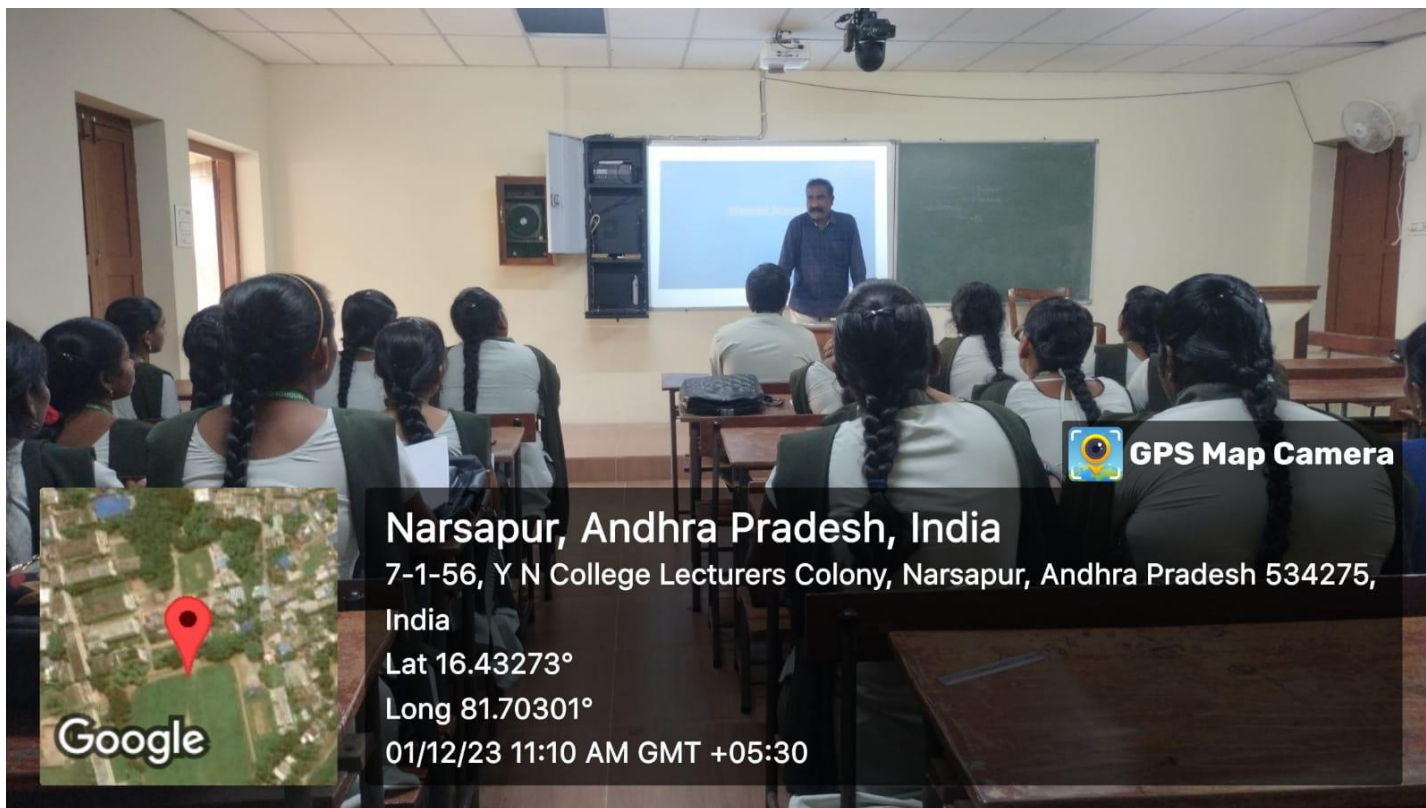 GPS Map Camera
Narsapur, Andhra Pradesh, India
7-1-56, Y N College Lecturers Colony, Narsapur, Andhra Pradesh 534275,
India
Lat 16.43273°
Long 81.70301°
01/12/23 11:10 AM GMT +05:30
Google